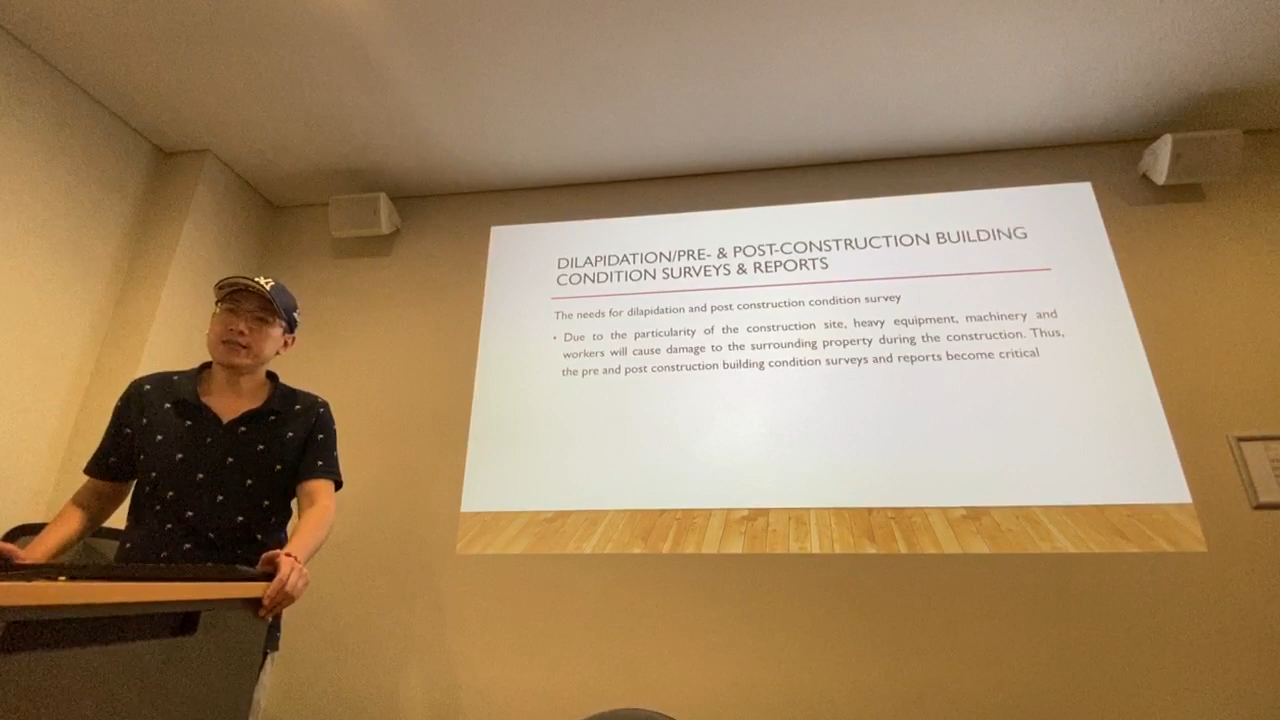 DILAPIDATION/PRE- & POST-CONSTRUCTION BUILDING
CONDITION SURVEYS & REPORTS
The needs for dilapidation and post construction condition survey
• Due to the particularity of the construction site, heavy equipment, machinery and
workers will cause damage to the surrounding property during the construction. Thus,
the pre and post construction building condition surveys and reports become critical
NY